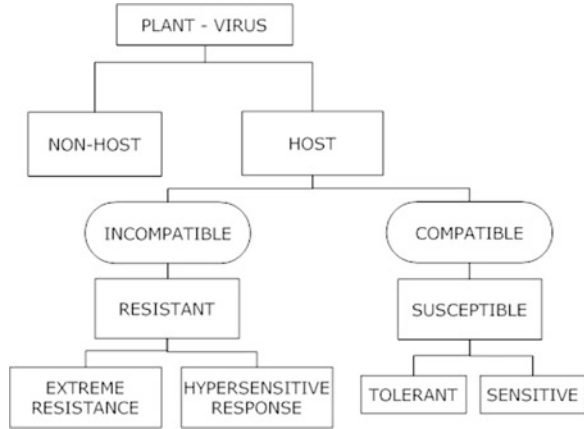 PLANT - VIRUS
NON-HOST
HOST
INCOMPATIBLE
COMPATIBLE
RESISTANT
SUSCEPTIBLE
EXTREME
RESISTANCE
HYPERSENSITIVE
RESPONSE
TOLERANT
SENSITIVE